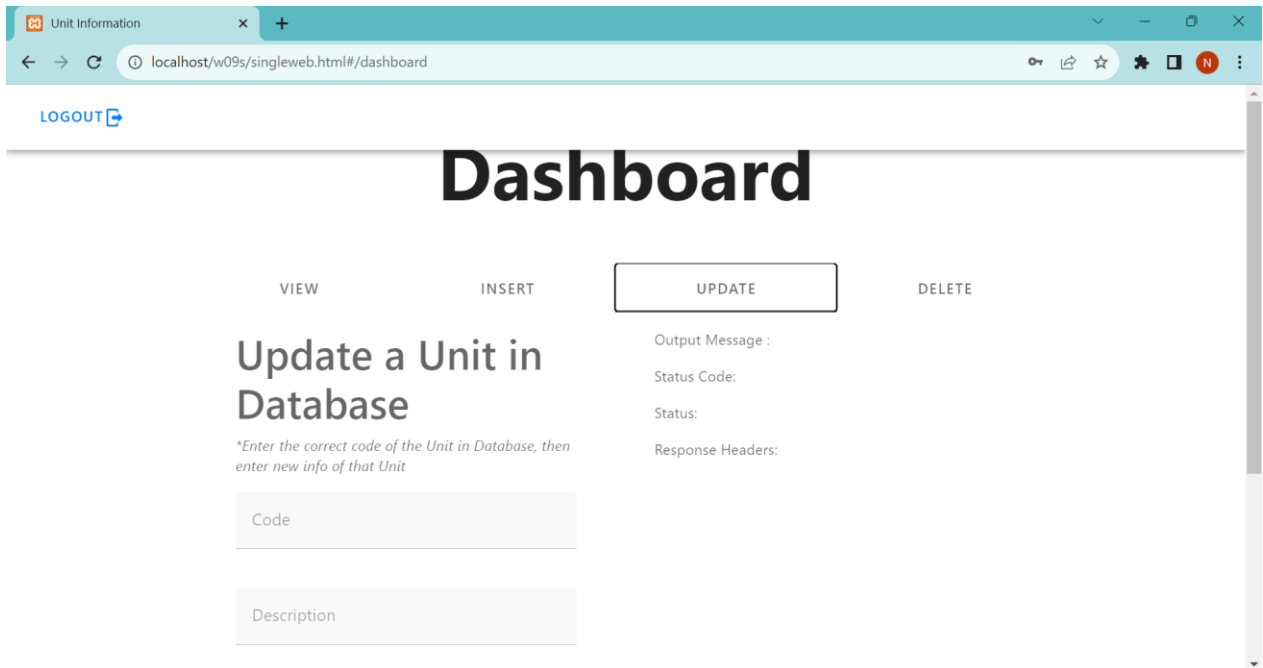 Unit Information
localhost/w09s/singleweb.html#/dashboard
N
LOGOUT
Dashboard
VIEW INSERT UPDATE DELETE
Update a Unit in
Database
*Enter the correct code of the Unit in Database, then
enter new info of that Unit
Code
Description
Output Message :
Status Code:
Status:
Response Headers: